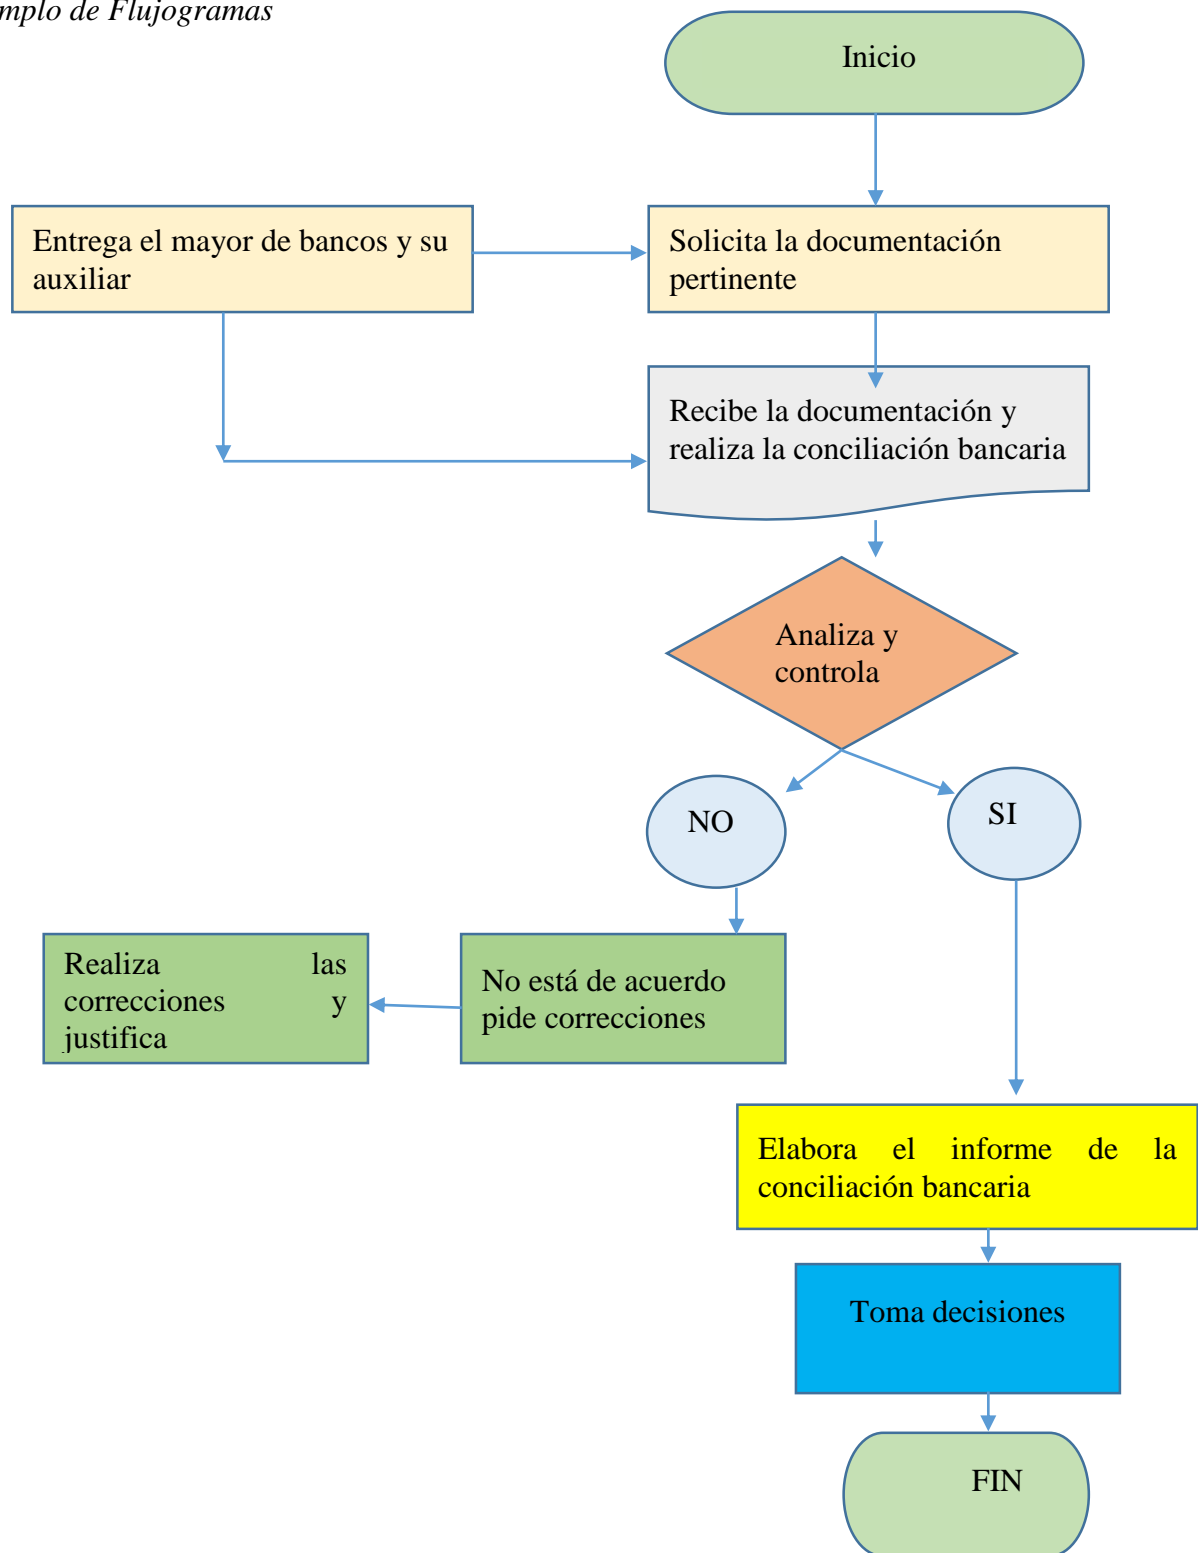 mplo de Flujogramas
Inicio
Entrega el mayor de bancos y su
auxiliar
Solicita la documentación
pertinente
Recibe la documentación y
realiza la conciliación bancaria
Analiza y
controla
NO
SI
Realiza las
correcciones y
justifica
No está de acuerdo
pide correcciones
Elabora el informe de la
conciliación bancaria
Toma decisiones
FIN